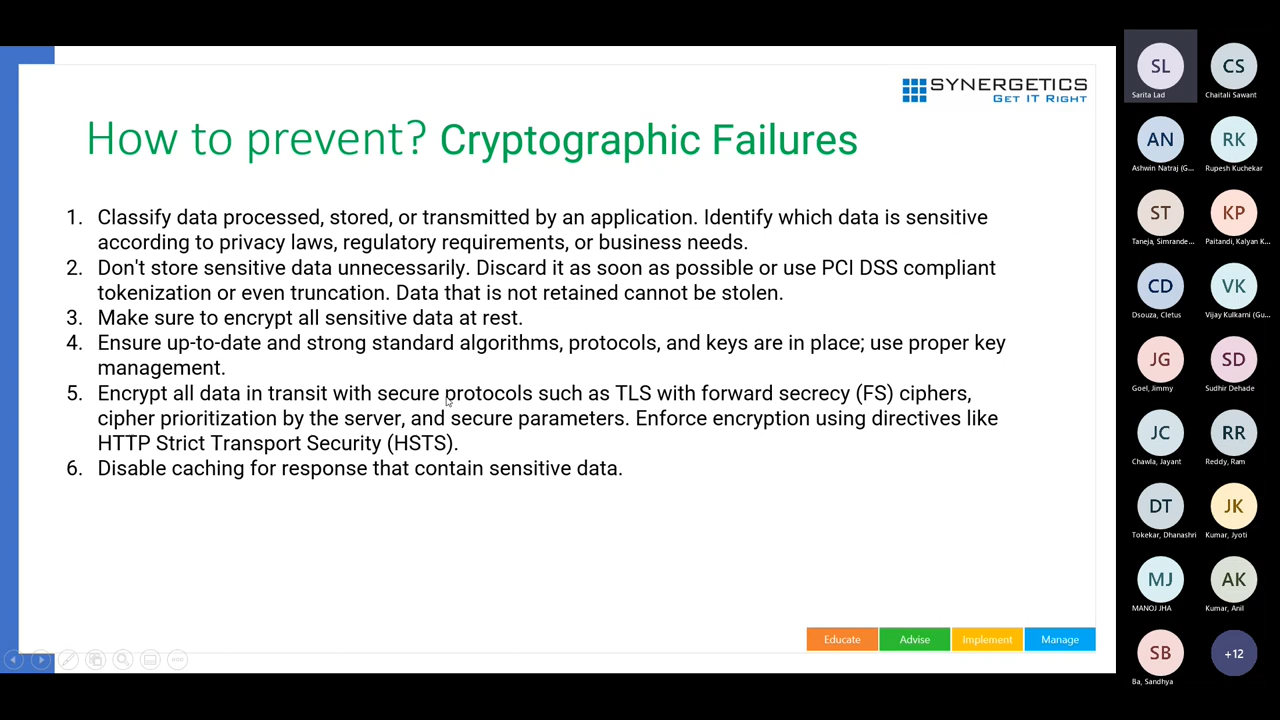 SYNERGETICS
GET IT RIGHT
How to prevent? Cryptographic Failures
1. Classify data processed, stored, or transmitted by an application. Identify which data is sensitive
according to privacy laws, regulatory requirements, or business needs.
2. Don't store sensitive data unnecessarily. Discard it as soon as possible or use PCI DSS compliant
tokenization or even truncation. Data that is not retained cannot be stolen.
3. Make sure to encrypt all sensitive data at rest.
4. Ensure up-to-date and strong standard algorithms, protocols, and keys are in place; use proper key
management.
5. Encrypt all data in transit with secure protocols such as TLS with forward secrecy (FS) ciphers,
cipher prioritization by the server, and secure parameters. Enforce encryption using directives like
HTTP Strict Transport Security (HSTS).
6. Disable caching for response that contain sensitive data.
Educate Advise Implement Manage
SL CS
Sarita Lad Chaitali Sawant
AN RK
Ashwin Natraj (G... Rupesh Kuchekar
ST KP
Taneja, Simrande... Paitandi, Kalyan K...
CD VK
Dsouza, Cletus Vijay Kulkarni (Gu...
JG SD
Goel, Jimmy Sudhir Dehade
JC RR
Chawla, Jayant Reddy, Ram
DT JK
Tokekar, Dhanashri Kumar, Jyoti
MJ AK
MANOJ JHA Kumar, Anil
SB +12
Ba, Sandhya